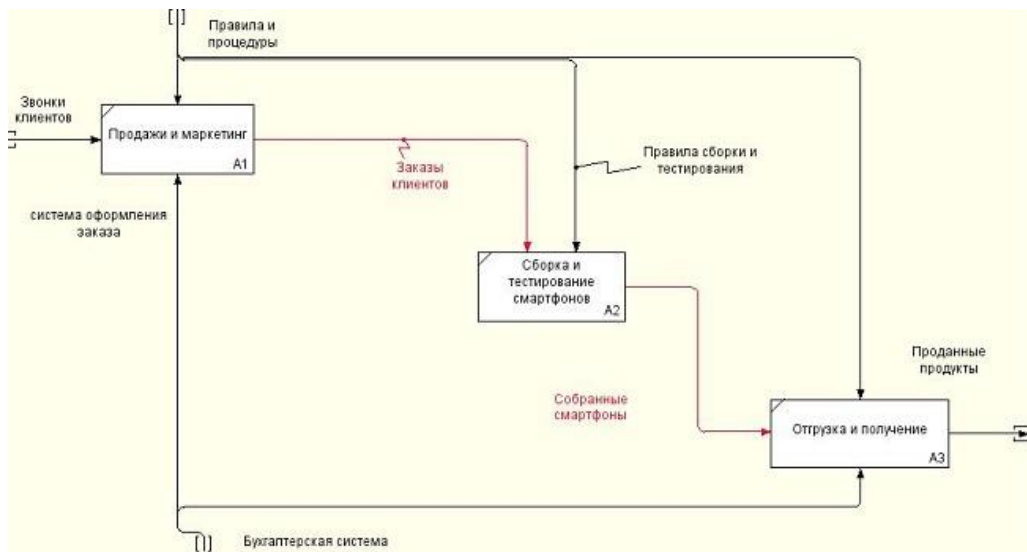 Правила и
процедуры
Звонки
клиентов
Продажи и маркетинг
A1
Заказы
клиентов
Правила сборки и
тестирования
система оформления
заказа
Сборка и
тестирование
смартфонов
A2
Проданные
продукты
Собранные
смартфоны
Отгрузка и получение
A3
Бухгалтерская система